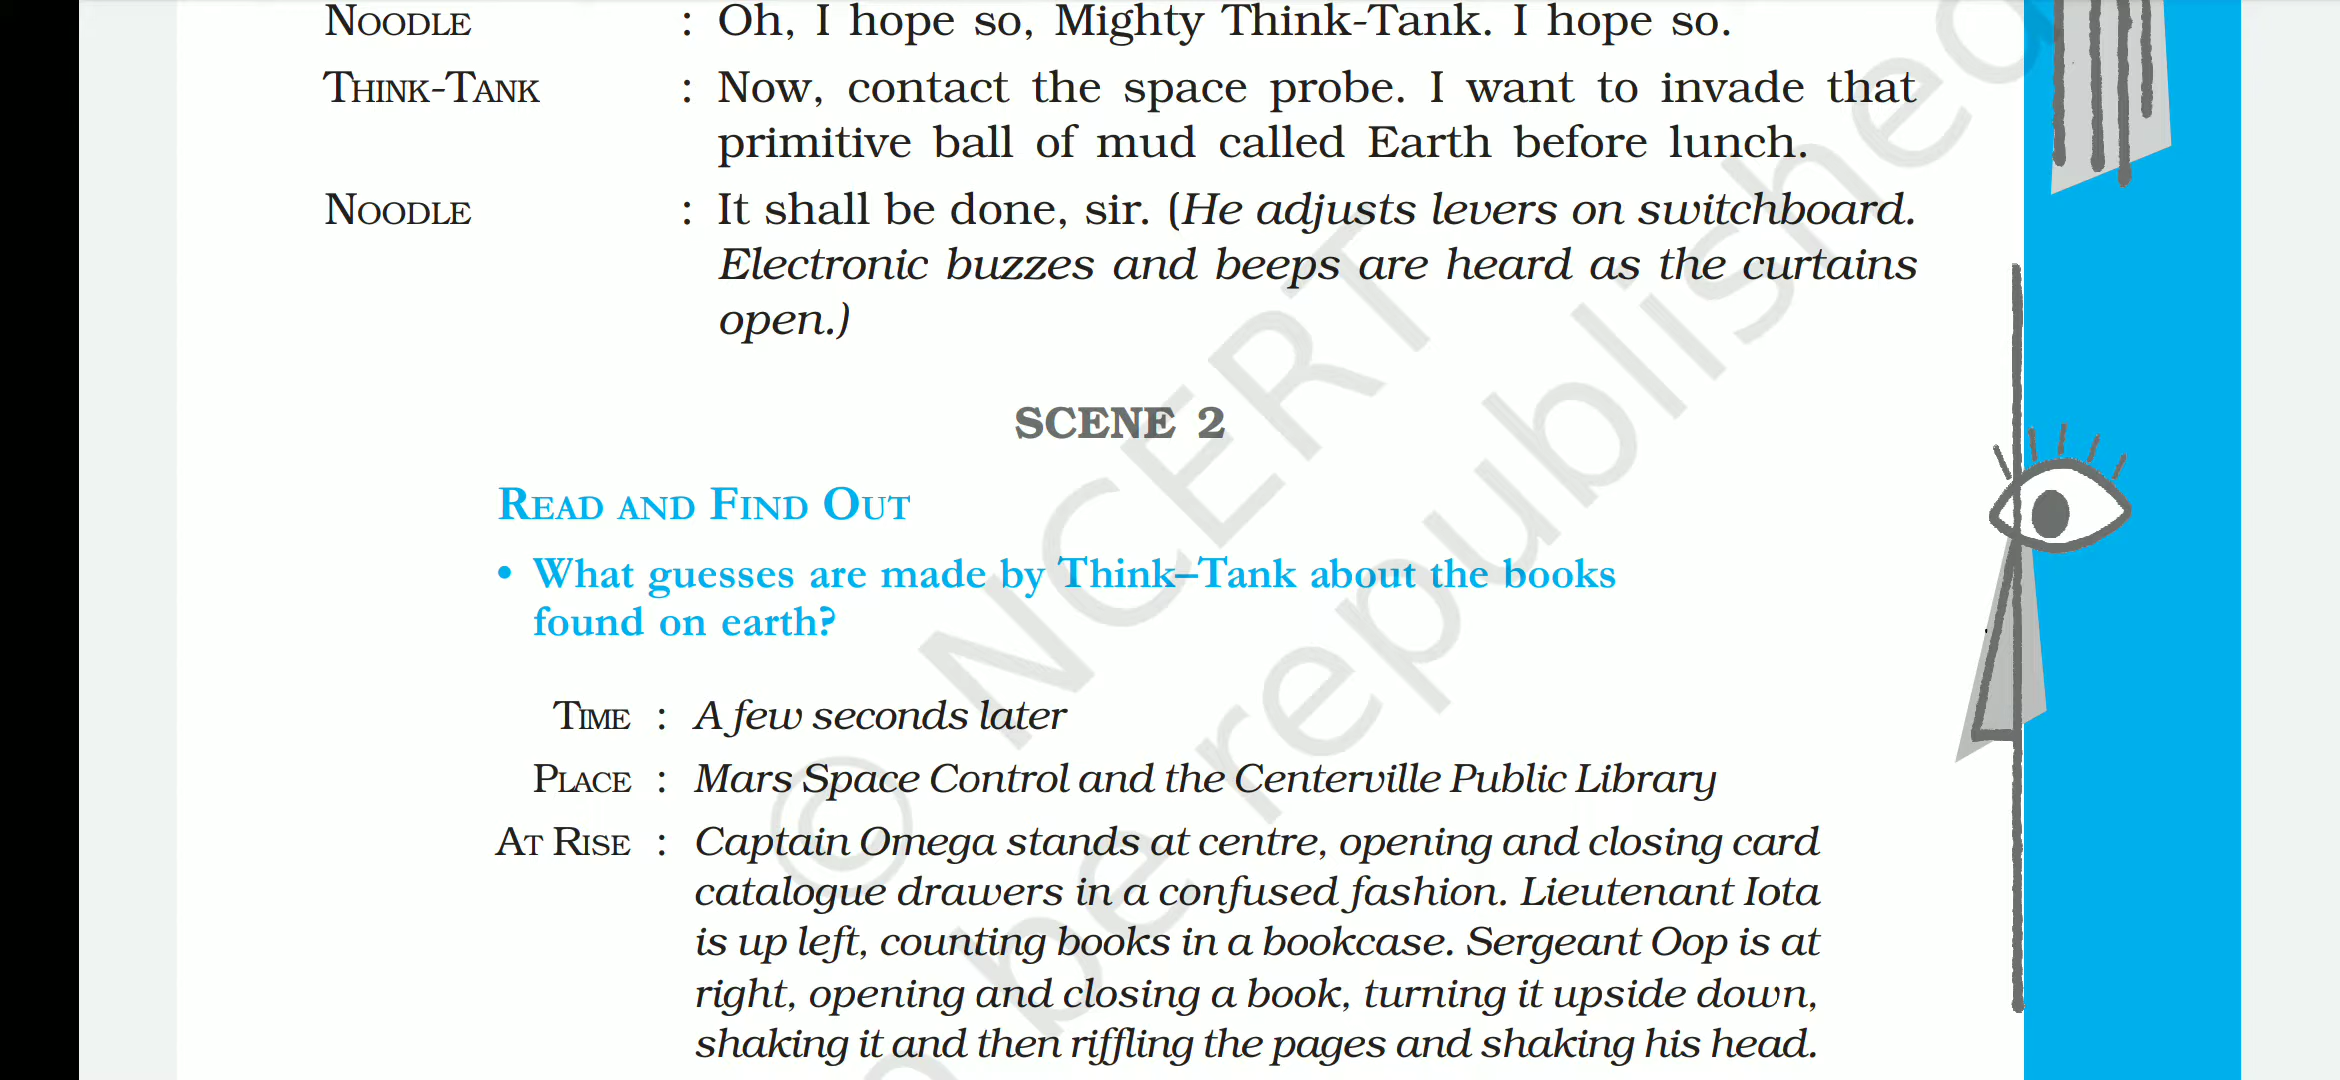 NOODLE : Oh, I hope so, Mighty Think-Tank. I hope so.
THINK-TANK : Now, contact the space probe. I want to invade that
primitive ball of mud called Earth before lunch.
NOODLE : It shall be done, sir. (He adjusts levers on switchboard.
Electronic buzzes and beeps are heard as the curtains
open.)
SCENE 2
READ AND FIND OUT
• What guesses are made by Think–Tank about the books
found on earth?
TIME : A few seconds later
PLACE : Mars Space Control and the Centerville Public Library
AT RISE : Captain Omega stands at centre, opening and closing card
catalogue drawers in a confused fashion. Lieutenant Iota
is up left, counting books in a bookcase. Sergeant Oop is at
right, opening and closing a book, turning it upside down,
shaking it and then riffling the pages and shaking his head.
© NCERT
be republished